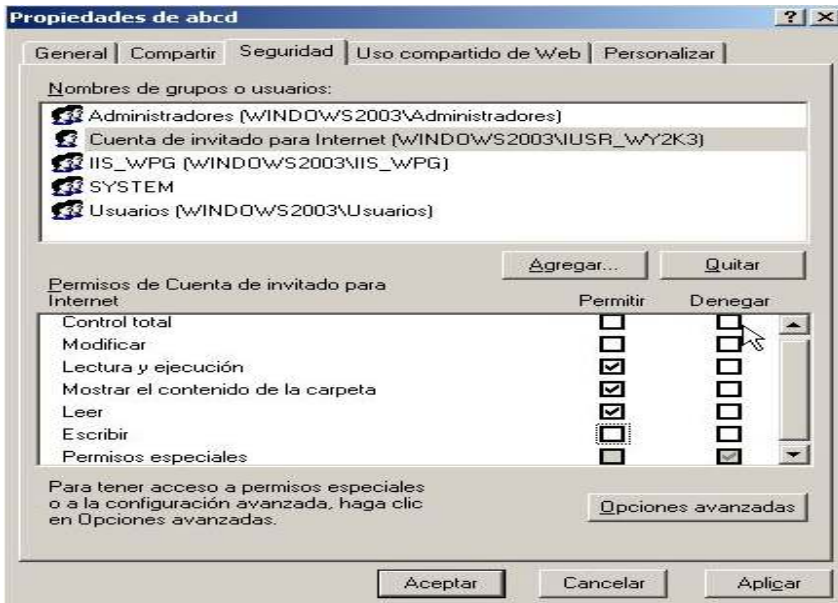 Propiedades de abcd
General Compartir Seguridad Uso compartido de Web Personalizar
Nombres de grupos o usuarios:
Administradores (WINDOWS2003\Administradores)
Cuenta de invitado para Internet (WINDOWS2003\IUSR_WY2K3)
IIS_WPG (WINDOWS2003\IIS_WPG)
SYSTEM
Usuarios (WINDOWS2003\Usuarios)
Agregar... Quitar
Permisos de Cuenta de invitado para
Internet Permitir Denegar
Control total
Modificar
Lectura y ejecución
Mostrar el contenido de la carpeta
Leer
Escribir
Permisos especiales
Para tener acceso a permisos especiales
o a la configuración avanzada, haga clic
en Opciones avanzadas.
Opciones avanzadas
Aceptar Cancelar Aplicar